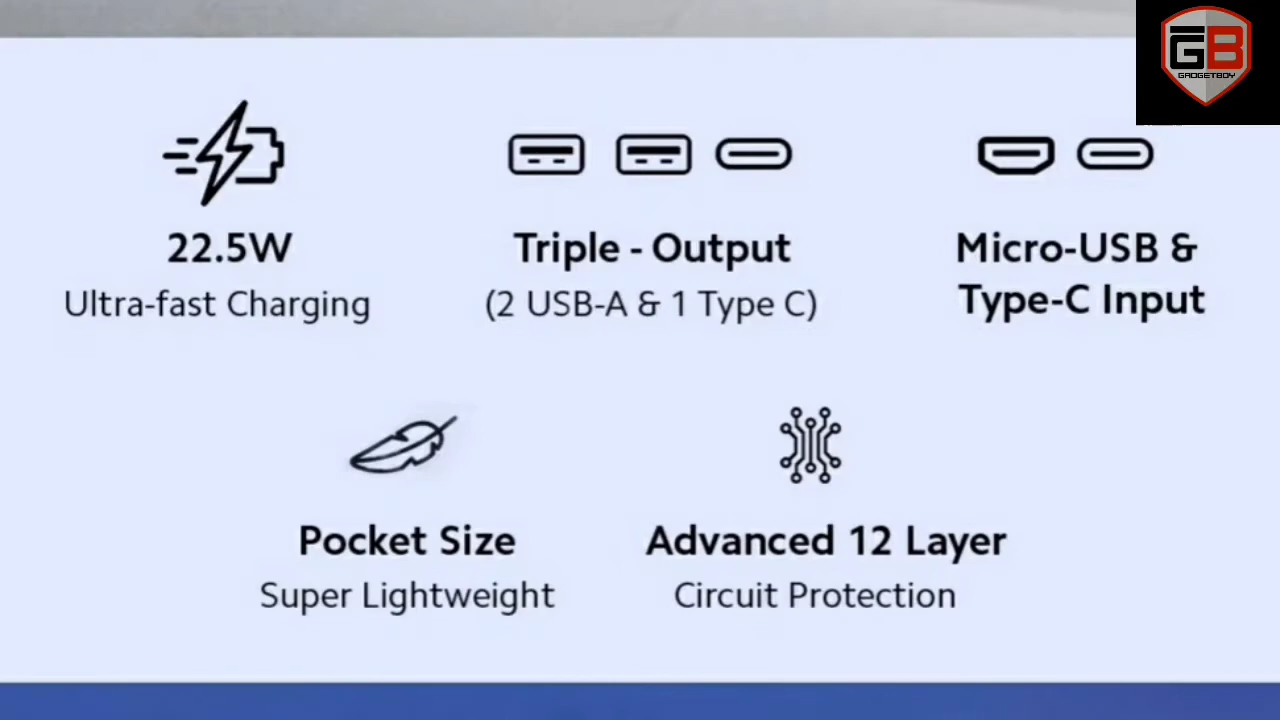 GB
GADGETBOY
22.5W
Ultra-fast Charging
Triple - Output
(2 USB-A & 1 Type C)
Micro-USB &
Type-C Input
Pocket Size
Super Lightweight
Advanced 12 Layer
Circuit Protection